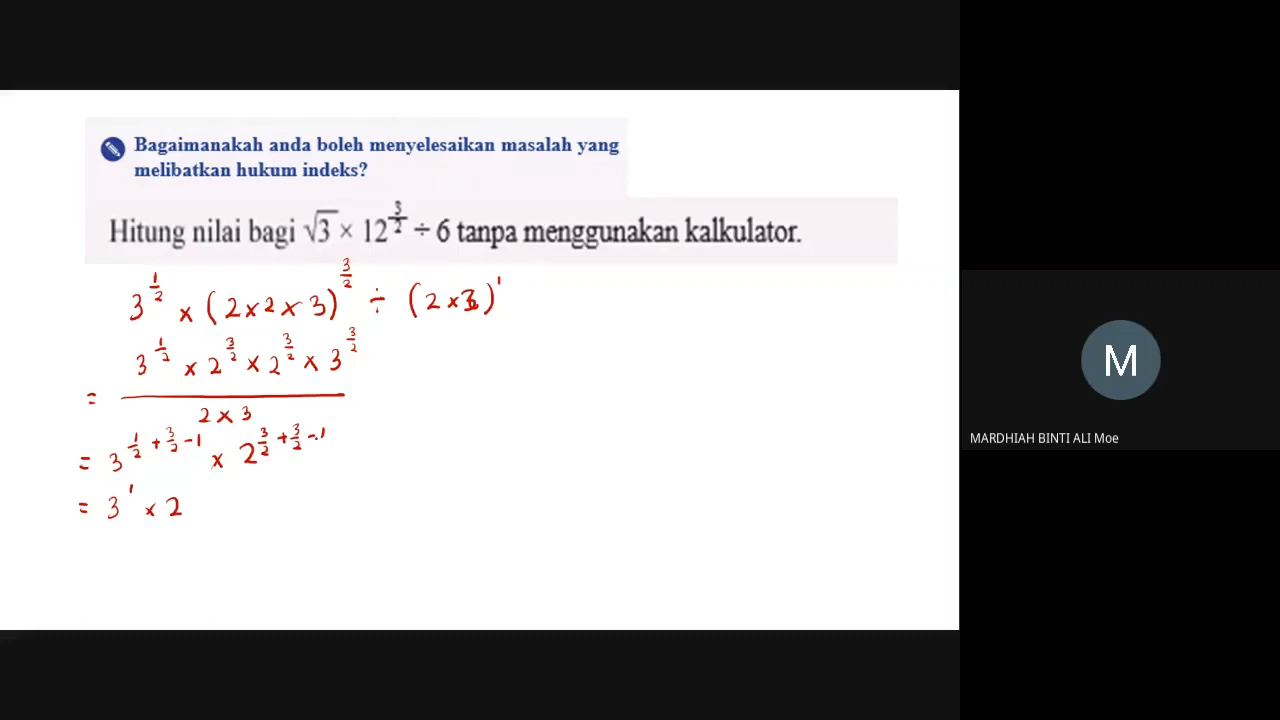 Bagaimanakah anda boleh menyelesaikan masalah yang
melibatkan hukum indeks?
Hitung nilai bagi √3 × 12^(3/2) ÷ 6 tanpa menggunakan kalkulator.
3^(1/2) × (2 × 2 × 3)^(3/2) ÷ (2 × 3)^1
3^(1/2) × 2^(3/2) × 2^(3/2) × 3^(3/2)
=
2 × 3
= 3^(1/2 + 3/2 - 1) × 2^(3/2 + 3/2 - 1)
= 3^1 × 2
M
MARDHIAH BINTI ALI Moe